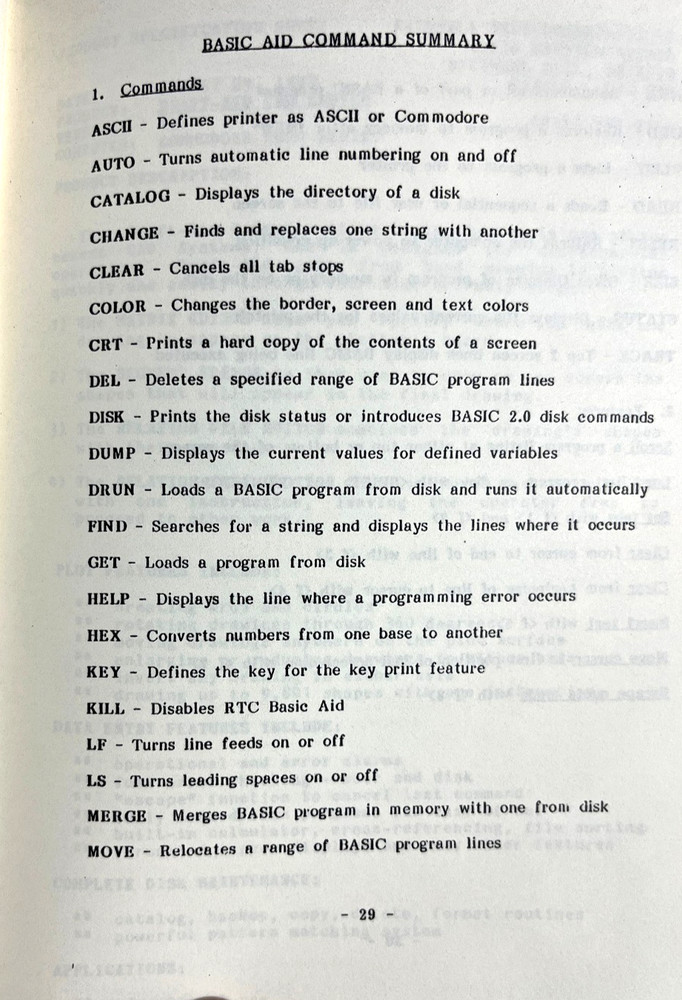 BASIC AID COMMAND SUMMARY
1. Commands
ASCII - Defines printer as ASCII or Commodore
AUTO - Turns automatic line numbering on and off
CATALOG - Displays the directory of a disk
CHANGE - Finds and replaces one string with another
CLEAR - Cancels all tab stops
COLOR - Changes the border, screen and text colors
CRT - Prints a hard copy of the contents of a screen
DEL - Deletes a specified range of BASIC program lines
DISK - Prints the disk status or introduces BASIC 2.0 disk commands
DUMP - Displays the current values for defined variables
DRUN - Loads a BASIC program from disk and runs it automatically
FIND - Searches for a string and displays the lines where it occurs
GET - Loads a program from disk
HELP - Displays the line where a programming error occurs
HEX - Converts numbers from one base to another
KEY - Defines the key for the key print feature
KILL - Disables RTC Basic Aid
LF - Turns line feeds on or off
LS - Turns leading spaces on or off
MERGE - Merges BASIC program in memory with one from disk
MOVE - Relocates a range of BASIC program lines
- 29 -